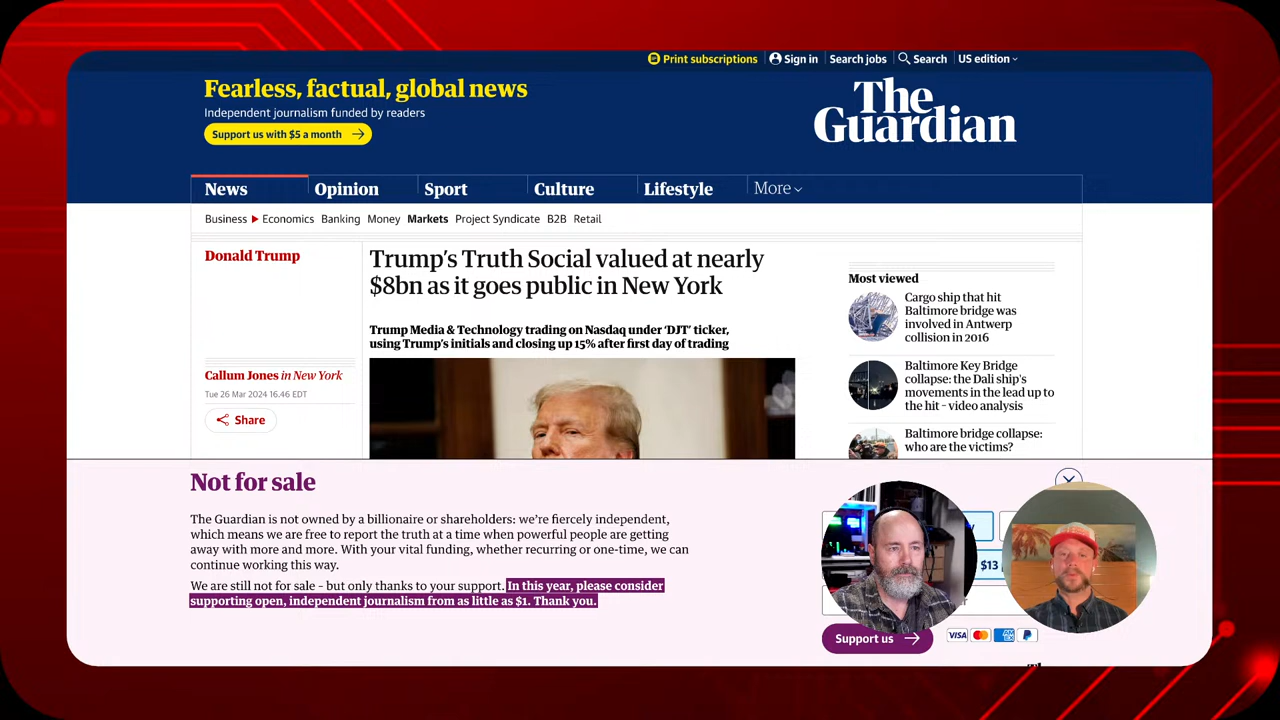 Print subscriptions
Sign in
Search jobs
Search
US edition
Fearless, factual, global news
Independent journalism funded by readers
Support us with $5 a month
The
Guardian
News
Opinion
Sport
Culture
Lifestyle
More
Business
Economics
Banking
Money
Markets
Project Syndicate
B2B
Retail
Donald Trump
Trump's Truth Social valued at nearly
$8bn as it goes public in New York
Trump Media & Technology trading on Nasdaq under 'DJT' ticker,
using Trump's initials and closing up 15% after first day of trading
Callum Jones in New York
Tue 26 Mar 2024 16.46 EDT
Share
Most viewed
Cargo ship that hit
Baltimore bridge was
involved in Antwerp
collision in 2016
Baltimore Key Bridge
collapse: the Dali ship's
movements in the lead up to
the hit – video analysis
Baltimore bridge collapse:
who are the victims?
Not for sale
The Guardian is not owned by a billionaire or shareholders: we're fiercely independent,
which means we are free to report the truth at a time when powerful people are getting
away with more and more. With your vital funding, whether recurring or one-time, we can
continue working this way.
We are still not for sale – but only thanks to your support. In this year, please consider
supporting open, independent journalism from as little as $1. Thank you.
$13
Support us
VISA